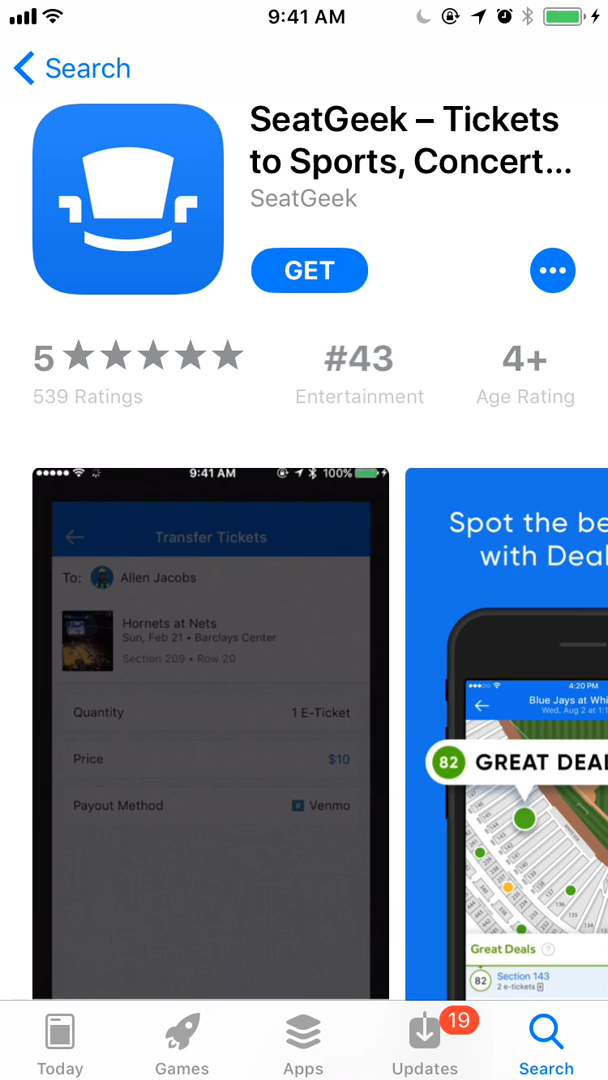 9:41 AM
Search
SeatGeek – Tickets
to Sports, Concert...
SeatGeek
GET
5
#43
4+
539 Ratings
Entertainment
Age Rating
9:41 AM
100%
Transfer Tickets
To:
Allen Jacobs
Hornets at Nets
Sun, Feb 21 • Barclays Center
Section 209 • Row 20
Quantity
1 E-Ticket
Price
$10
Payout Method
Venmo
Spot the be
with Deal
4:20 PM
Blue Jays at Whi
Wed, Aug 2 at 1:1
82
GREAT DEAL
Great Deals
?
82
Section 143
2 e-tickets
Today
Games
Apps
Updates
19
Search